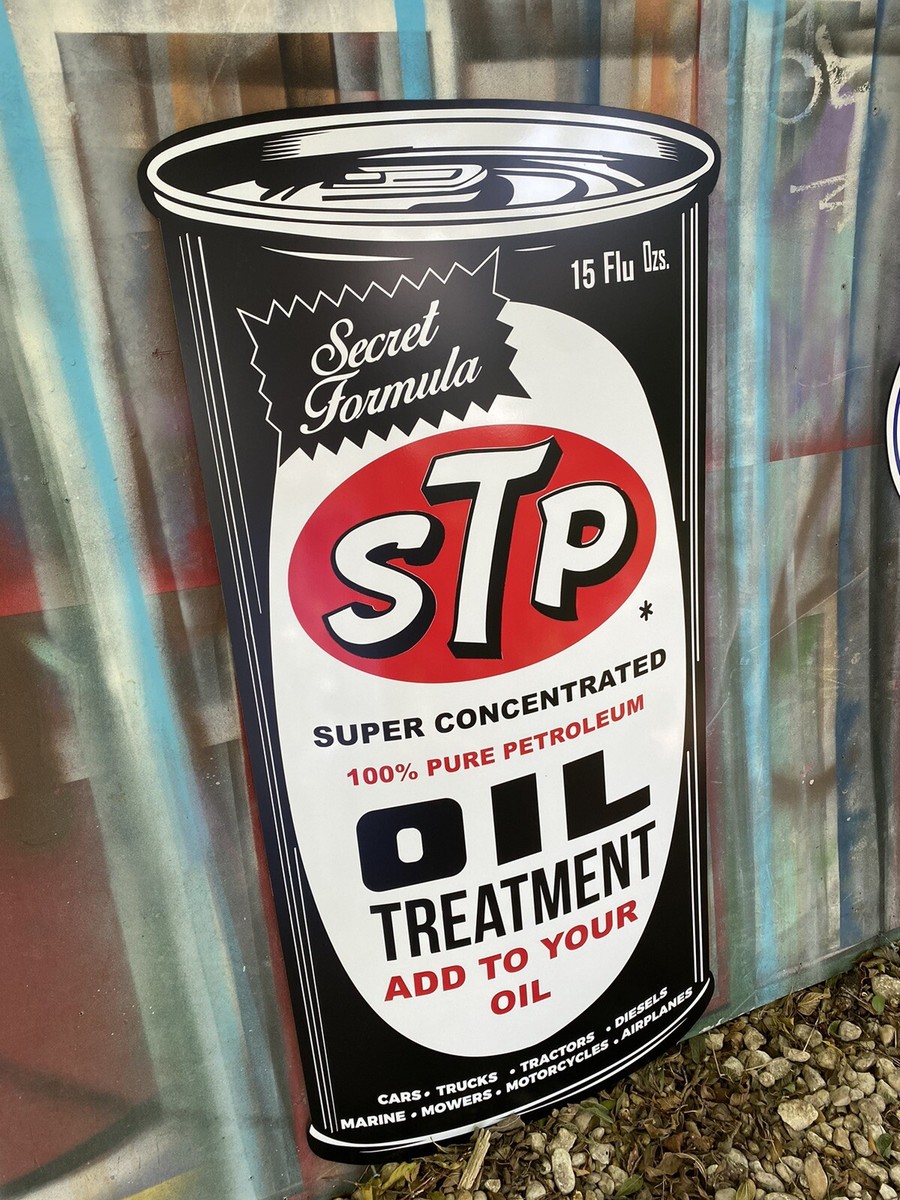 15 Flu Ozs.
Secret
Formula
STP
*
SUPER CONCENTRATED
100% PURE PETROLEUM
OIL
TREATMENT
ADD TO YOUR
OIL
CARS • TRUCKS • TRACTORS • DIESELS
MARINE • MOWERS • MOTORCYCLES • AIRPLANES